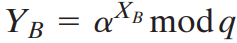 Y_B = α^{X_B} mod q